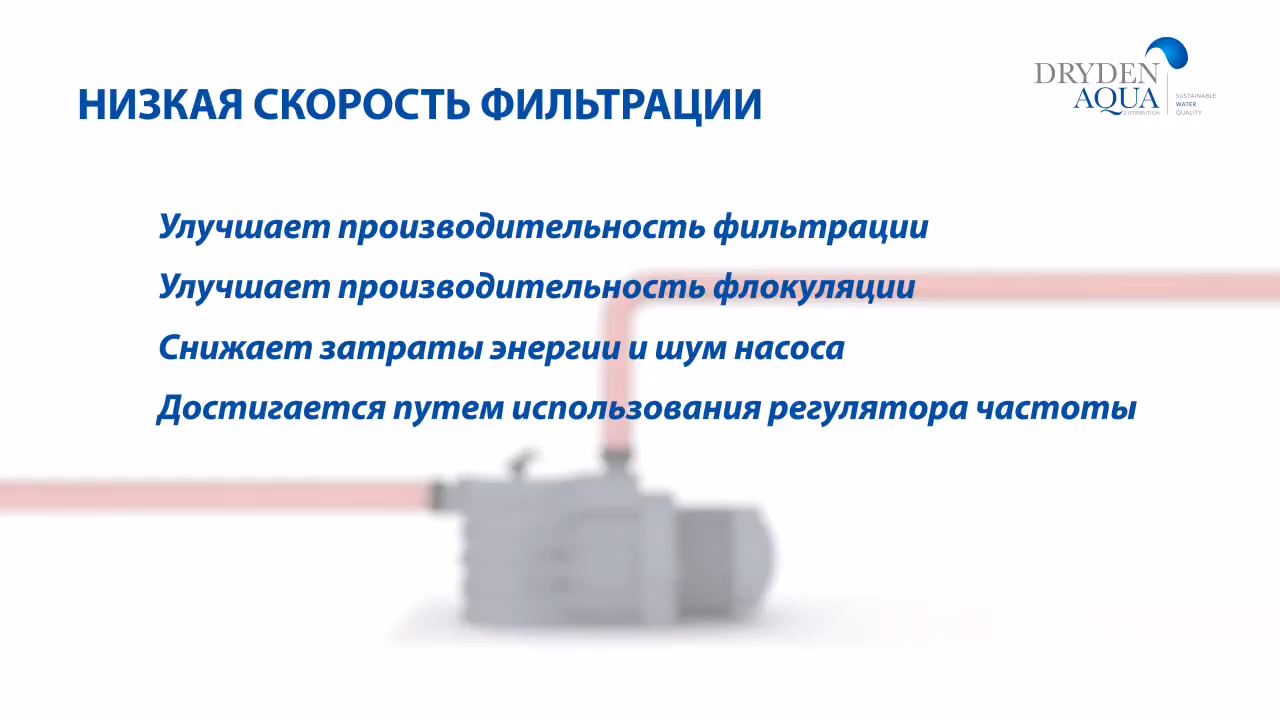 НИЗКАЯ СКОРОСТЬ ФИЛЬТРАЦИИ
DRYDEN
AQUA
DISTRIBUTION
SUSTAINABLE
WATER
QUALITY
Улучшает производительность фильтрации
Улучшает производительность флокуляции
Снижает затраты энергии и шум насоса
Достигается путем использования регулятора частоты